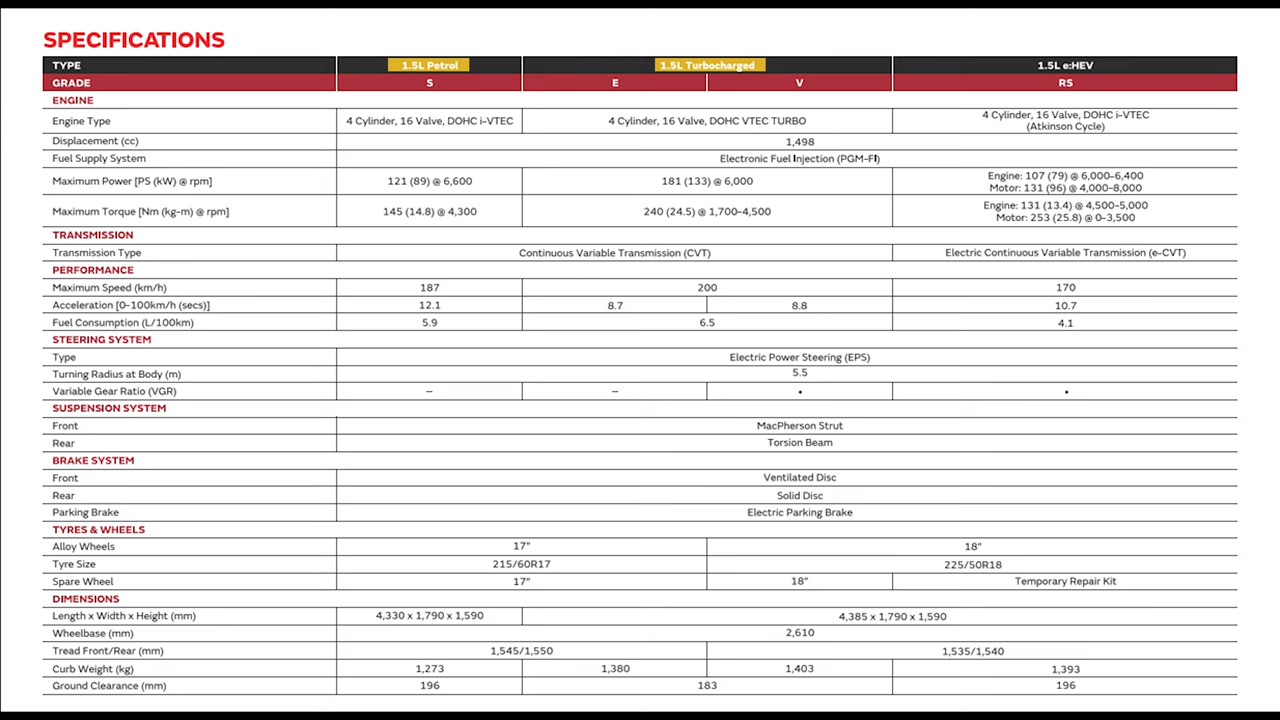 SPECIFICATIONS
TYPE 1.5L Petrol 1.5L Turbocharged 1.5L e:HEV
GRADE S E V RS
ENGINE
Engine Type 4 Cylinder, 16 Valve, DOHC i-VTEC 4 Cylinder, 16 Valve, DOHC VTEC TURBO 4 Cylinder, 16 Valve, DOHC i-VTEC
(Atkinson Cycle)
Displacement (cc) 1,498
Fuel Supply System Electronic Fuel Injection (PGM-FI)
Maximum Power [PS (kW) @ rpm] 121 (89) @ 6,600 181 (133) @ 6,000 Engine: 107 (79) @ 6,000–6,400
Motor: 131 (96) @ 4,000–8,000
Maximum Torque [Nm (kg-m) @ rpm] 145 (14.8) @ 4,300 240 (24.5) @ 1,700–4,500 Engine: 131 (13.4) @ 4,500–5,000
Motor: 253 (25.8) @ 0-3,500
TRANSMISSION
Transmission Type Continuous Variable Transmission (CVT) Electric Continuous Variable Transmission (e-CVT)
PERFORMANCE
Maximum Speed (km/h) 187 200 170
Acceleration [0-100km/h (secs)] 12.1 8.7 8.8 10.7
Fuel Consumption (L/100km) 5.9 6.5 4.1
STEERING SYSTEM
Type Electric Power Steering (EPS)
Turning Radius at Body (m) 5.5
Variable Gear Ratio (VGR) – – • •
SUSPENSION SYSTEM
Front MacPherson Strut
Rear Torsion Beam
BRAKE SYSTEM
Front Ventilated Disc
Rear Solid Disc
Parking Brake Electric Parking Brake
TYRES & WHEELS
Alloy Wheels 17" 18"
Tyre Size 215/60R17 225/50R18
Spare Wheel 17" 18" Temporary Repair Kit
DIMENSIONS
Length x Width x Height (mm) 4,330 x 1,790 x 1,590 4,385 x 1,790 x 1,590
Wheelbase (mm) 2,610
Tread Front/Rear (mm) 1,545/1,550 1,535/1,540
Curb Weight (kg) 1,273 1,380 1,403 1,393
Ground Clearance (mm) 196 183 196